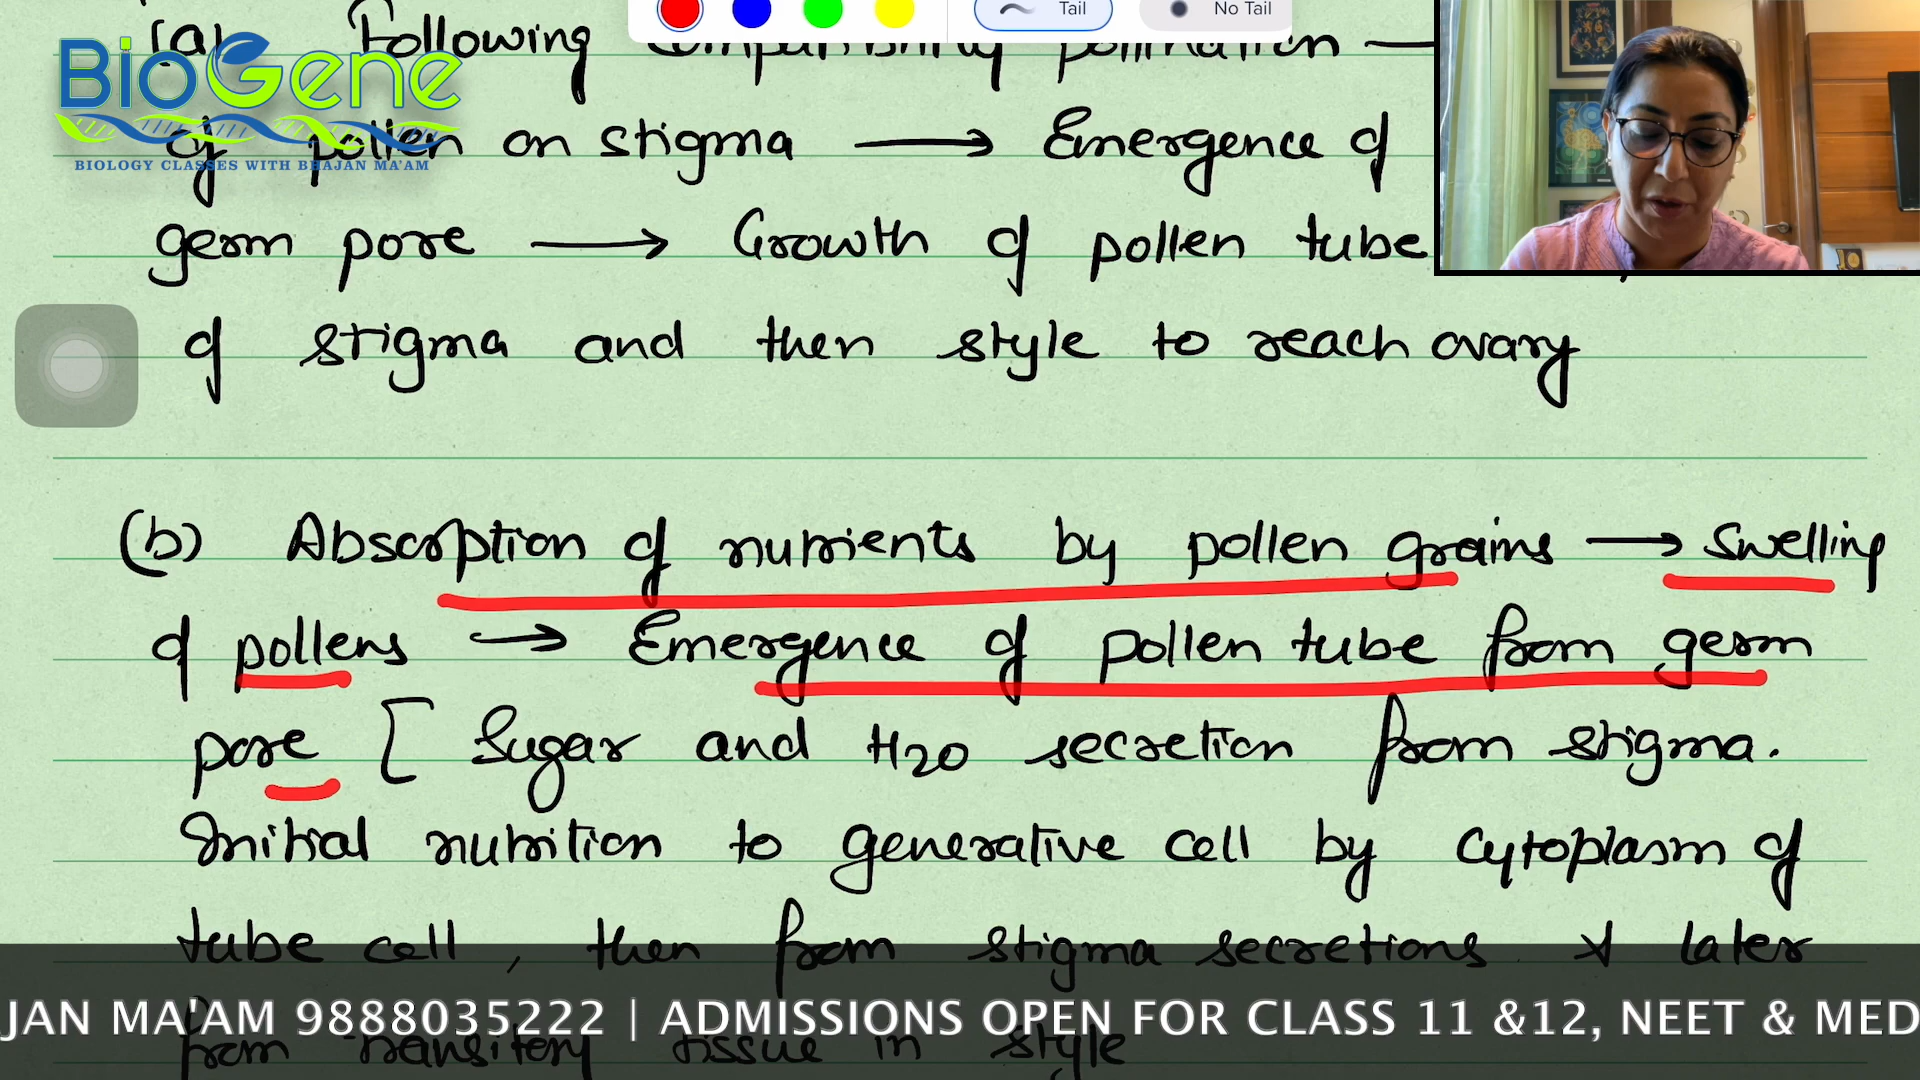 Tail
No Tail
(a) Following compatibility pollination →
BioGene
of pollen on stigma → Emergence of
BIOLOGY CLASSES WITH BHAJAN MA'AM
germ pore → Growth of pollen tube
of stigma and then style to reach ovary
(b) Absorption of nutrients by pollen grains → Swelling
of pollens → Emergence of pollen tube from germ
pore [ Sugar and H2O secretion from stigma.
Initial nutrition to generative cell by cytoplasm of
tube cell, then from stigma secretions & later
JAN MA'AM 9888035222 | ADMISSIONS OPEN FOR CLASS 11 &12, NEET & MED
from transitory tissue in style